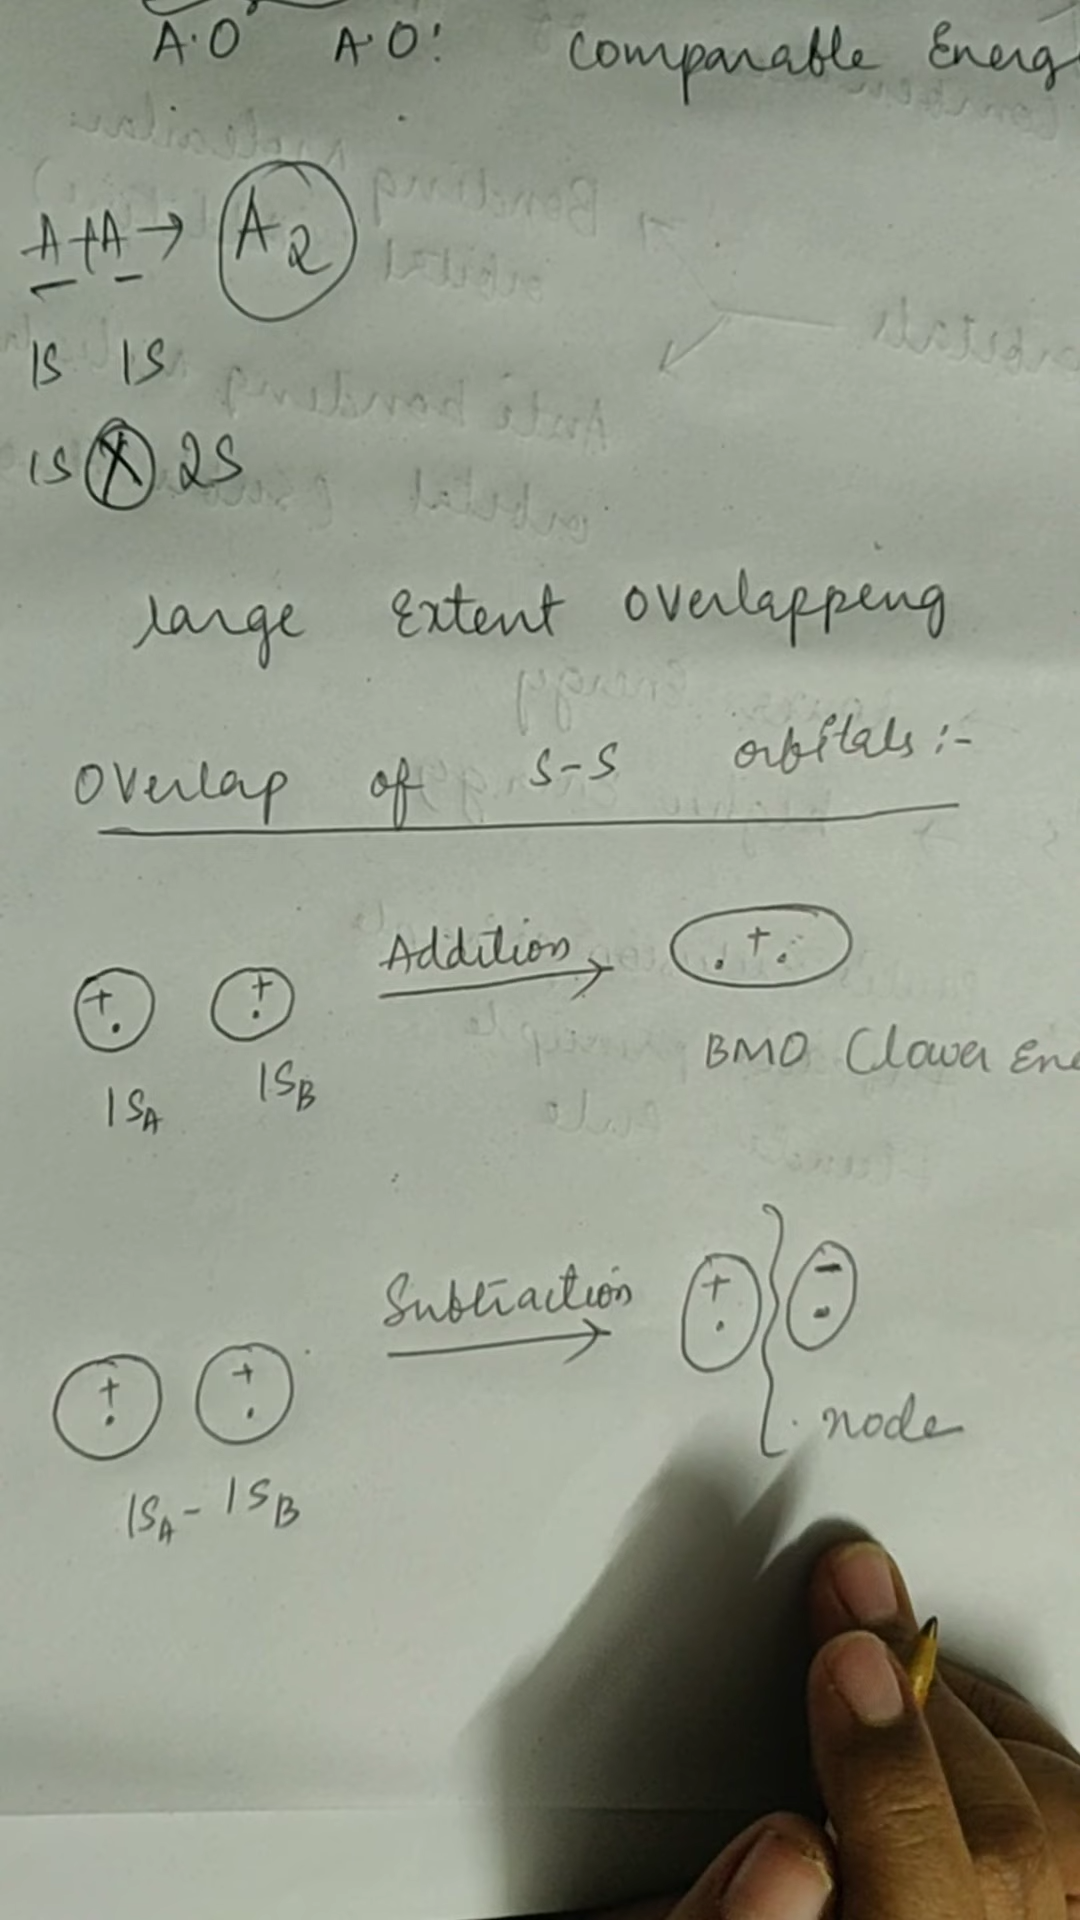 A.O A.O! Comparable Energ
A+A → A2
1S 1S
1S X 2S
large Extent overlappeng
Overlap of S-S orbitals :-
Addition
+ +
+
1SA 1SB
BMO (lower Ene
Subtraction
+ -
+ +
node
1SA - 1SB